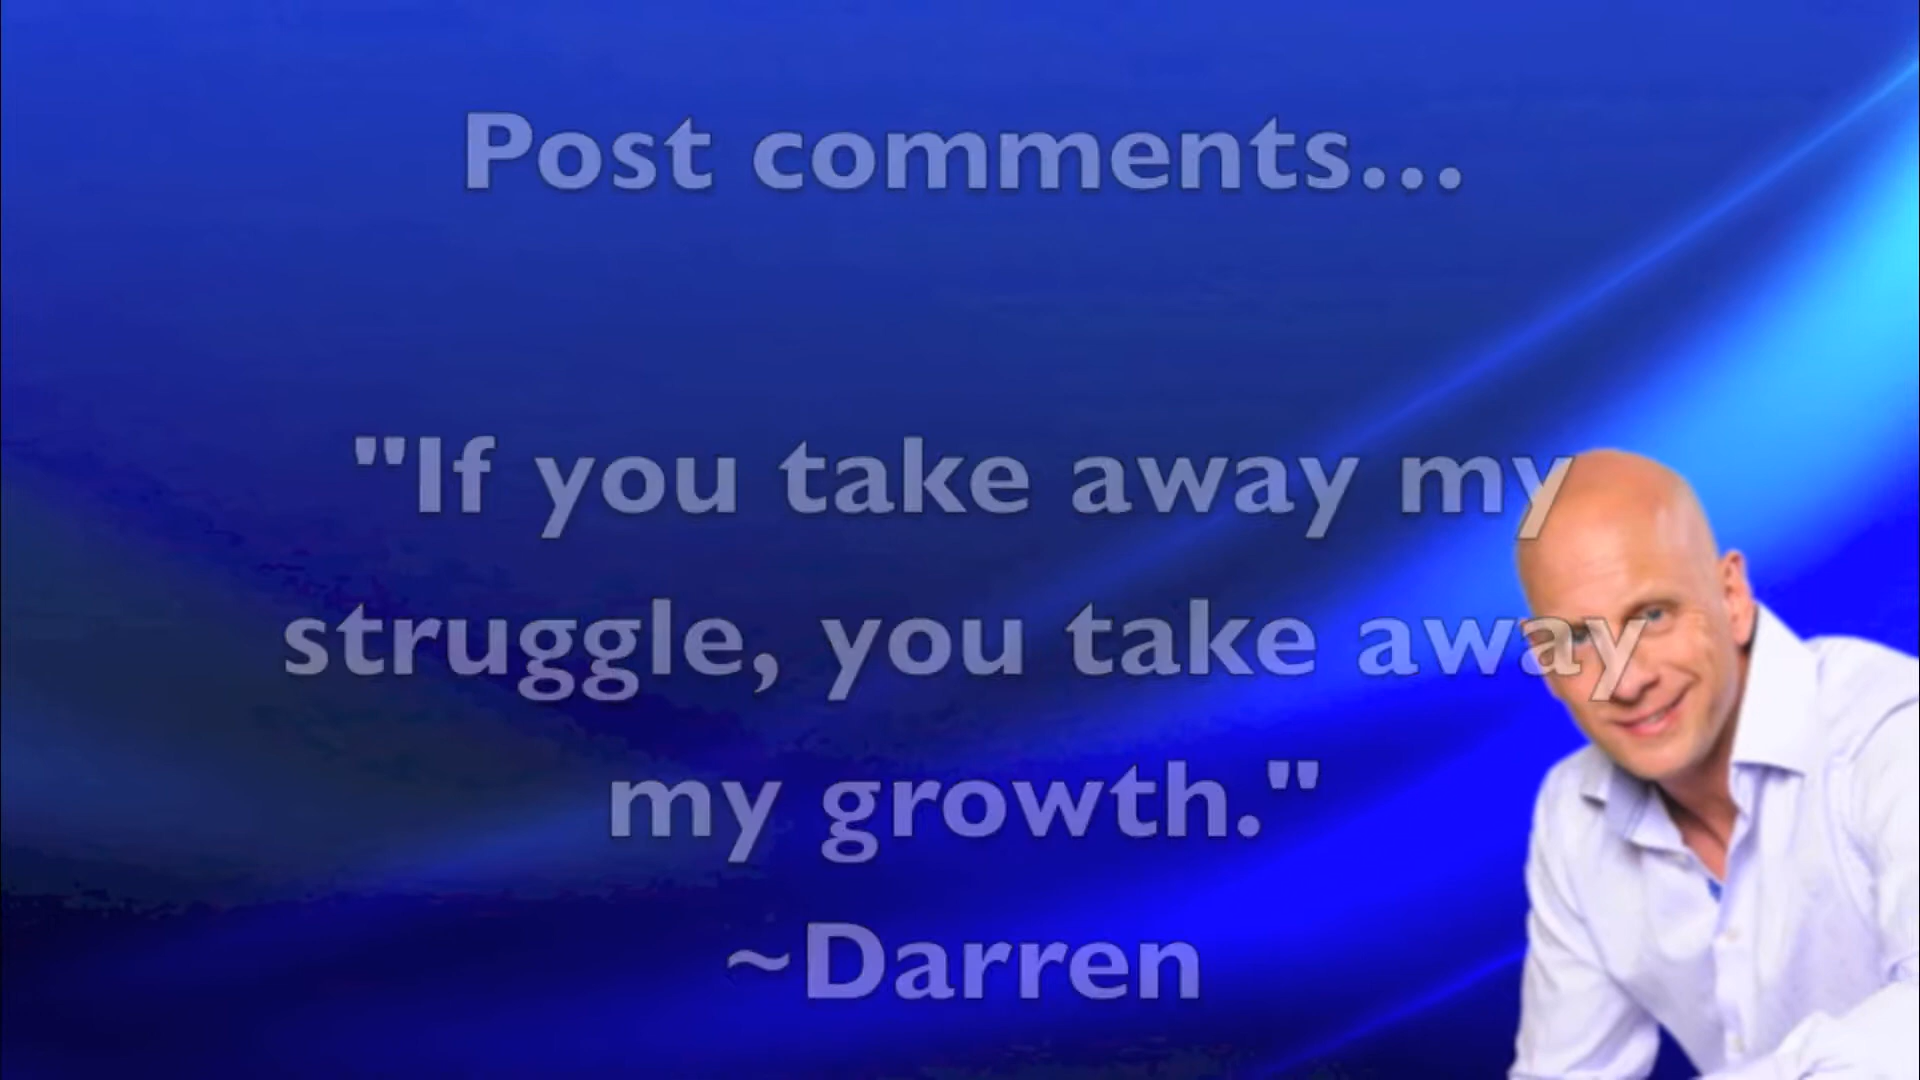 Post comments...
"If you take away my
struggle, you take away
my growth."
~Darren